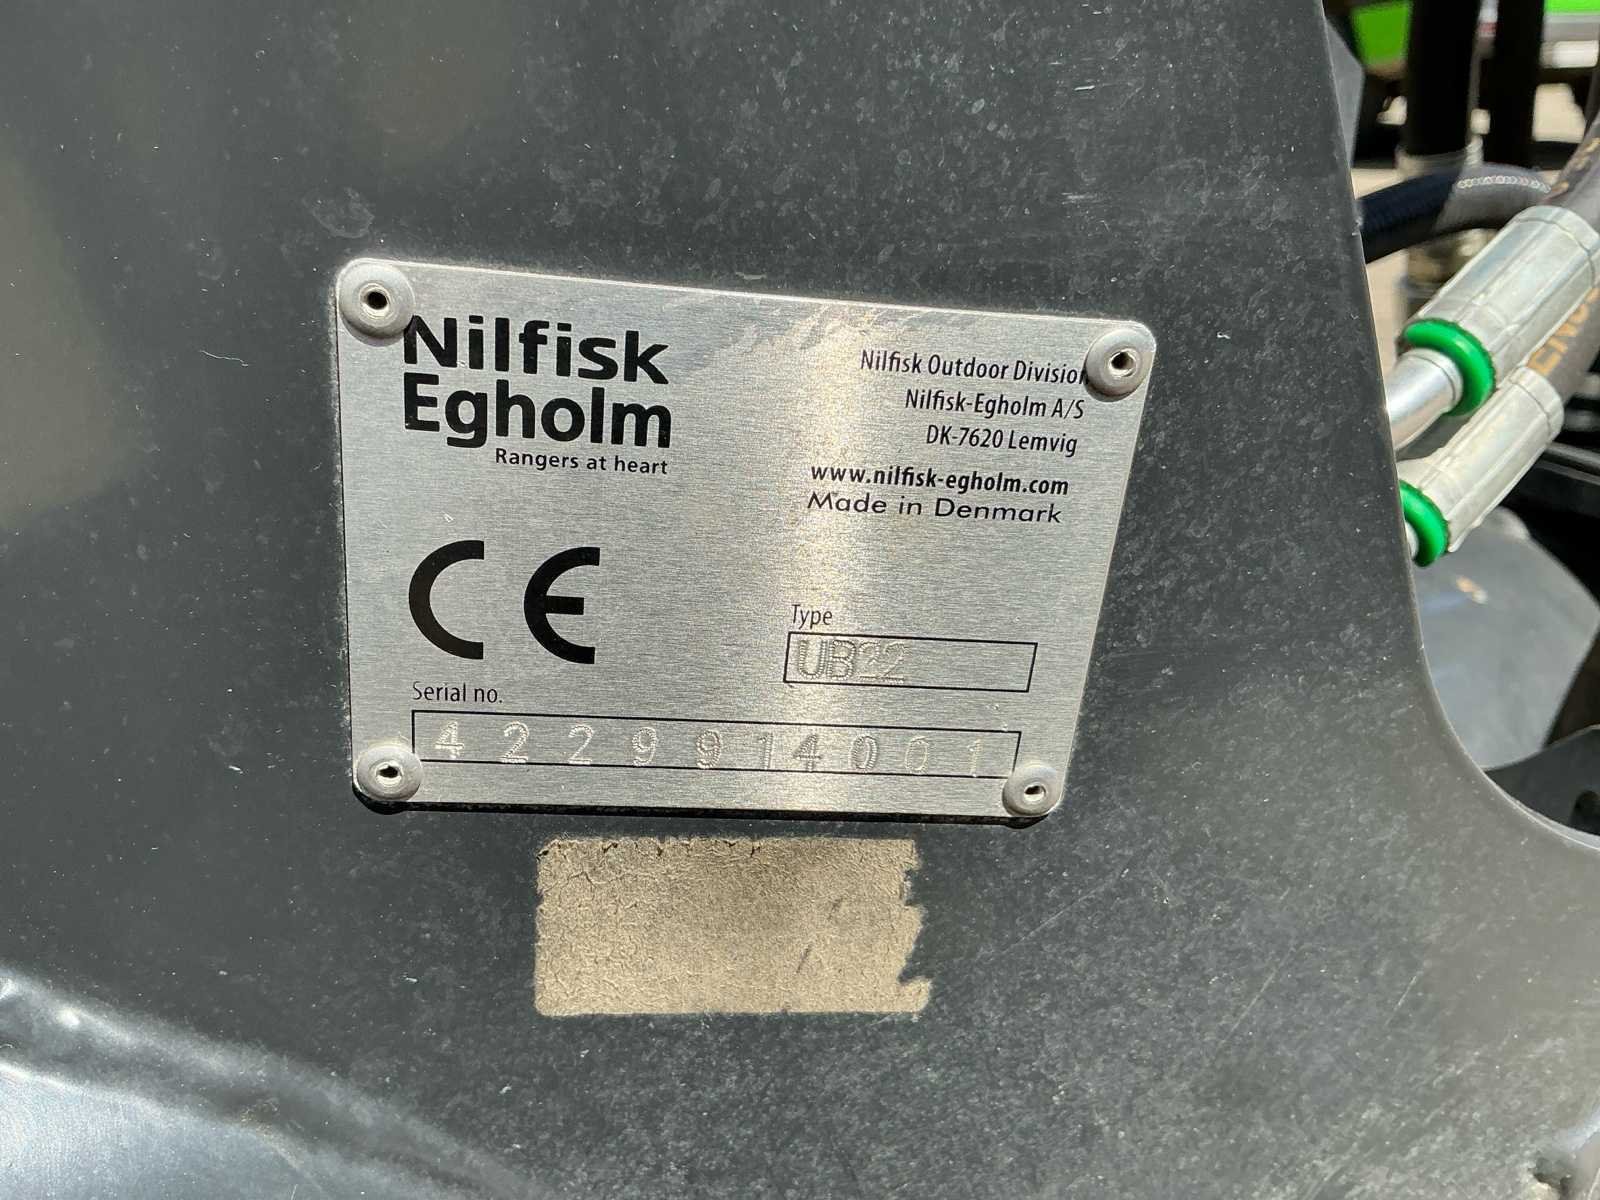 Nilfisk
Egholm
Rangers at heart
Nilfisk Outdoor Division
Nilfisk-Egholm A/S
DK-7620 Lemvig
www.nilfisk-egholm.com
Made in Denmark
CE
Type
UB22
Serial no.
4229914001